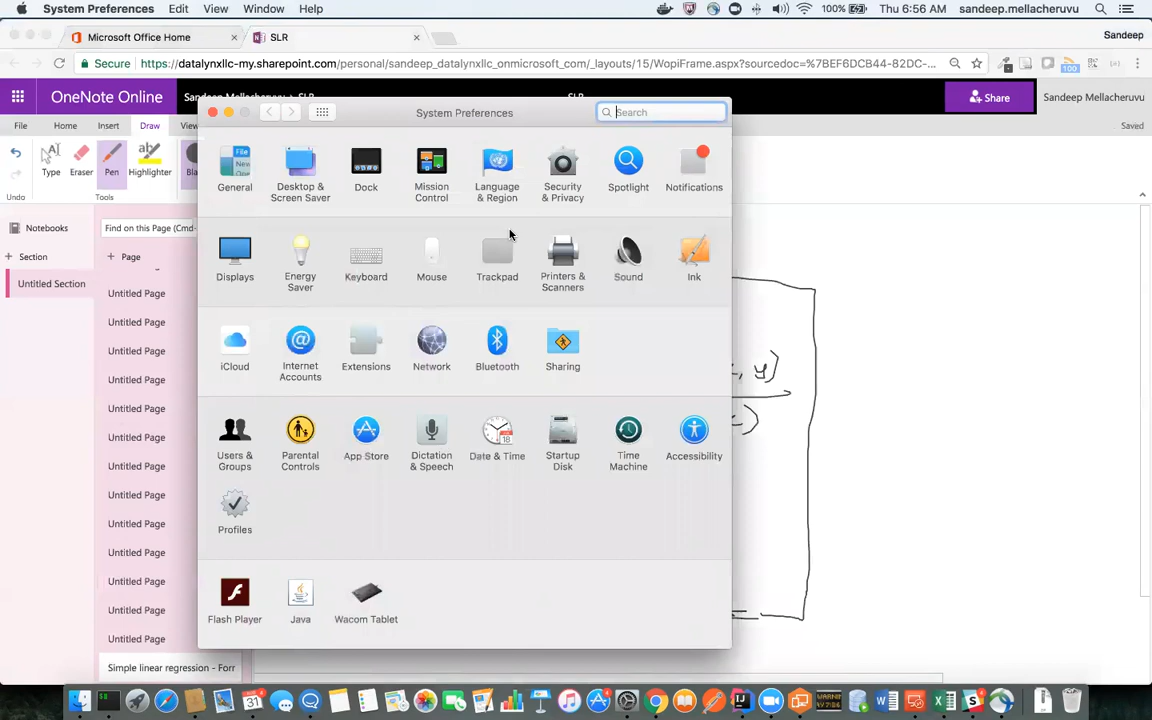 System Preferences Edit View Window Help 100% Thu 6:56 AM sandeep.mellacheruvu
Microsoft Office Home × SLR × Sandeep
Secure https://datalynxllc-my.sharepoint.com/personal/sandeep_datalynxllc_onmicrosoft_com/_layouts/15/WopiFrame.aspx?sourcedoc=%7BEF6DCB44-82DC-... 100
OneNote Online Share Sandeep Mellacheruvu
File Home Insert Draw Saved
System Preferences Search
Type Eraser Pen Highlighter
Undo Tools
General Desktop & Screen Saver Dock Mission Control Language & Region Security & Privacy Spotlight Notifications
Notebooks Find on this Page (Cmd-
+ Section + Page
Untitled Section
Displays Energy Saver Keyboard Mouse Trackpad Printers & Scanners Sound Ink
Untitled Page
Untitled Page
Untitled Page
Untitled Page
Untitled Page
Untitled Page
Untitled Page
Untitled Page
Untitled Page
Untitled Page
Untitled Page
Untitled Page
Untitled Page
Simple linear regression - Forr
iCloud Internet Accounts Extensions Network Bluetooth Sharing
, y)
)
Users & Groups Parental Controls App Store Dictation & Speech Date & Time Startup Disk Time Machine Accessibility
Profiles
Flash Player Java Wacom Tablet